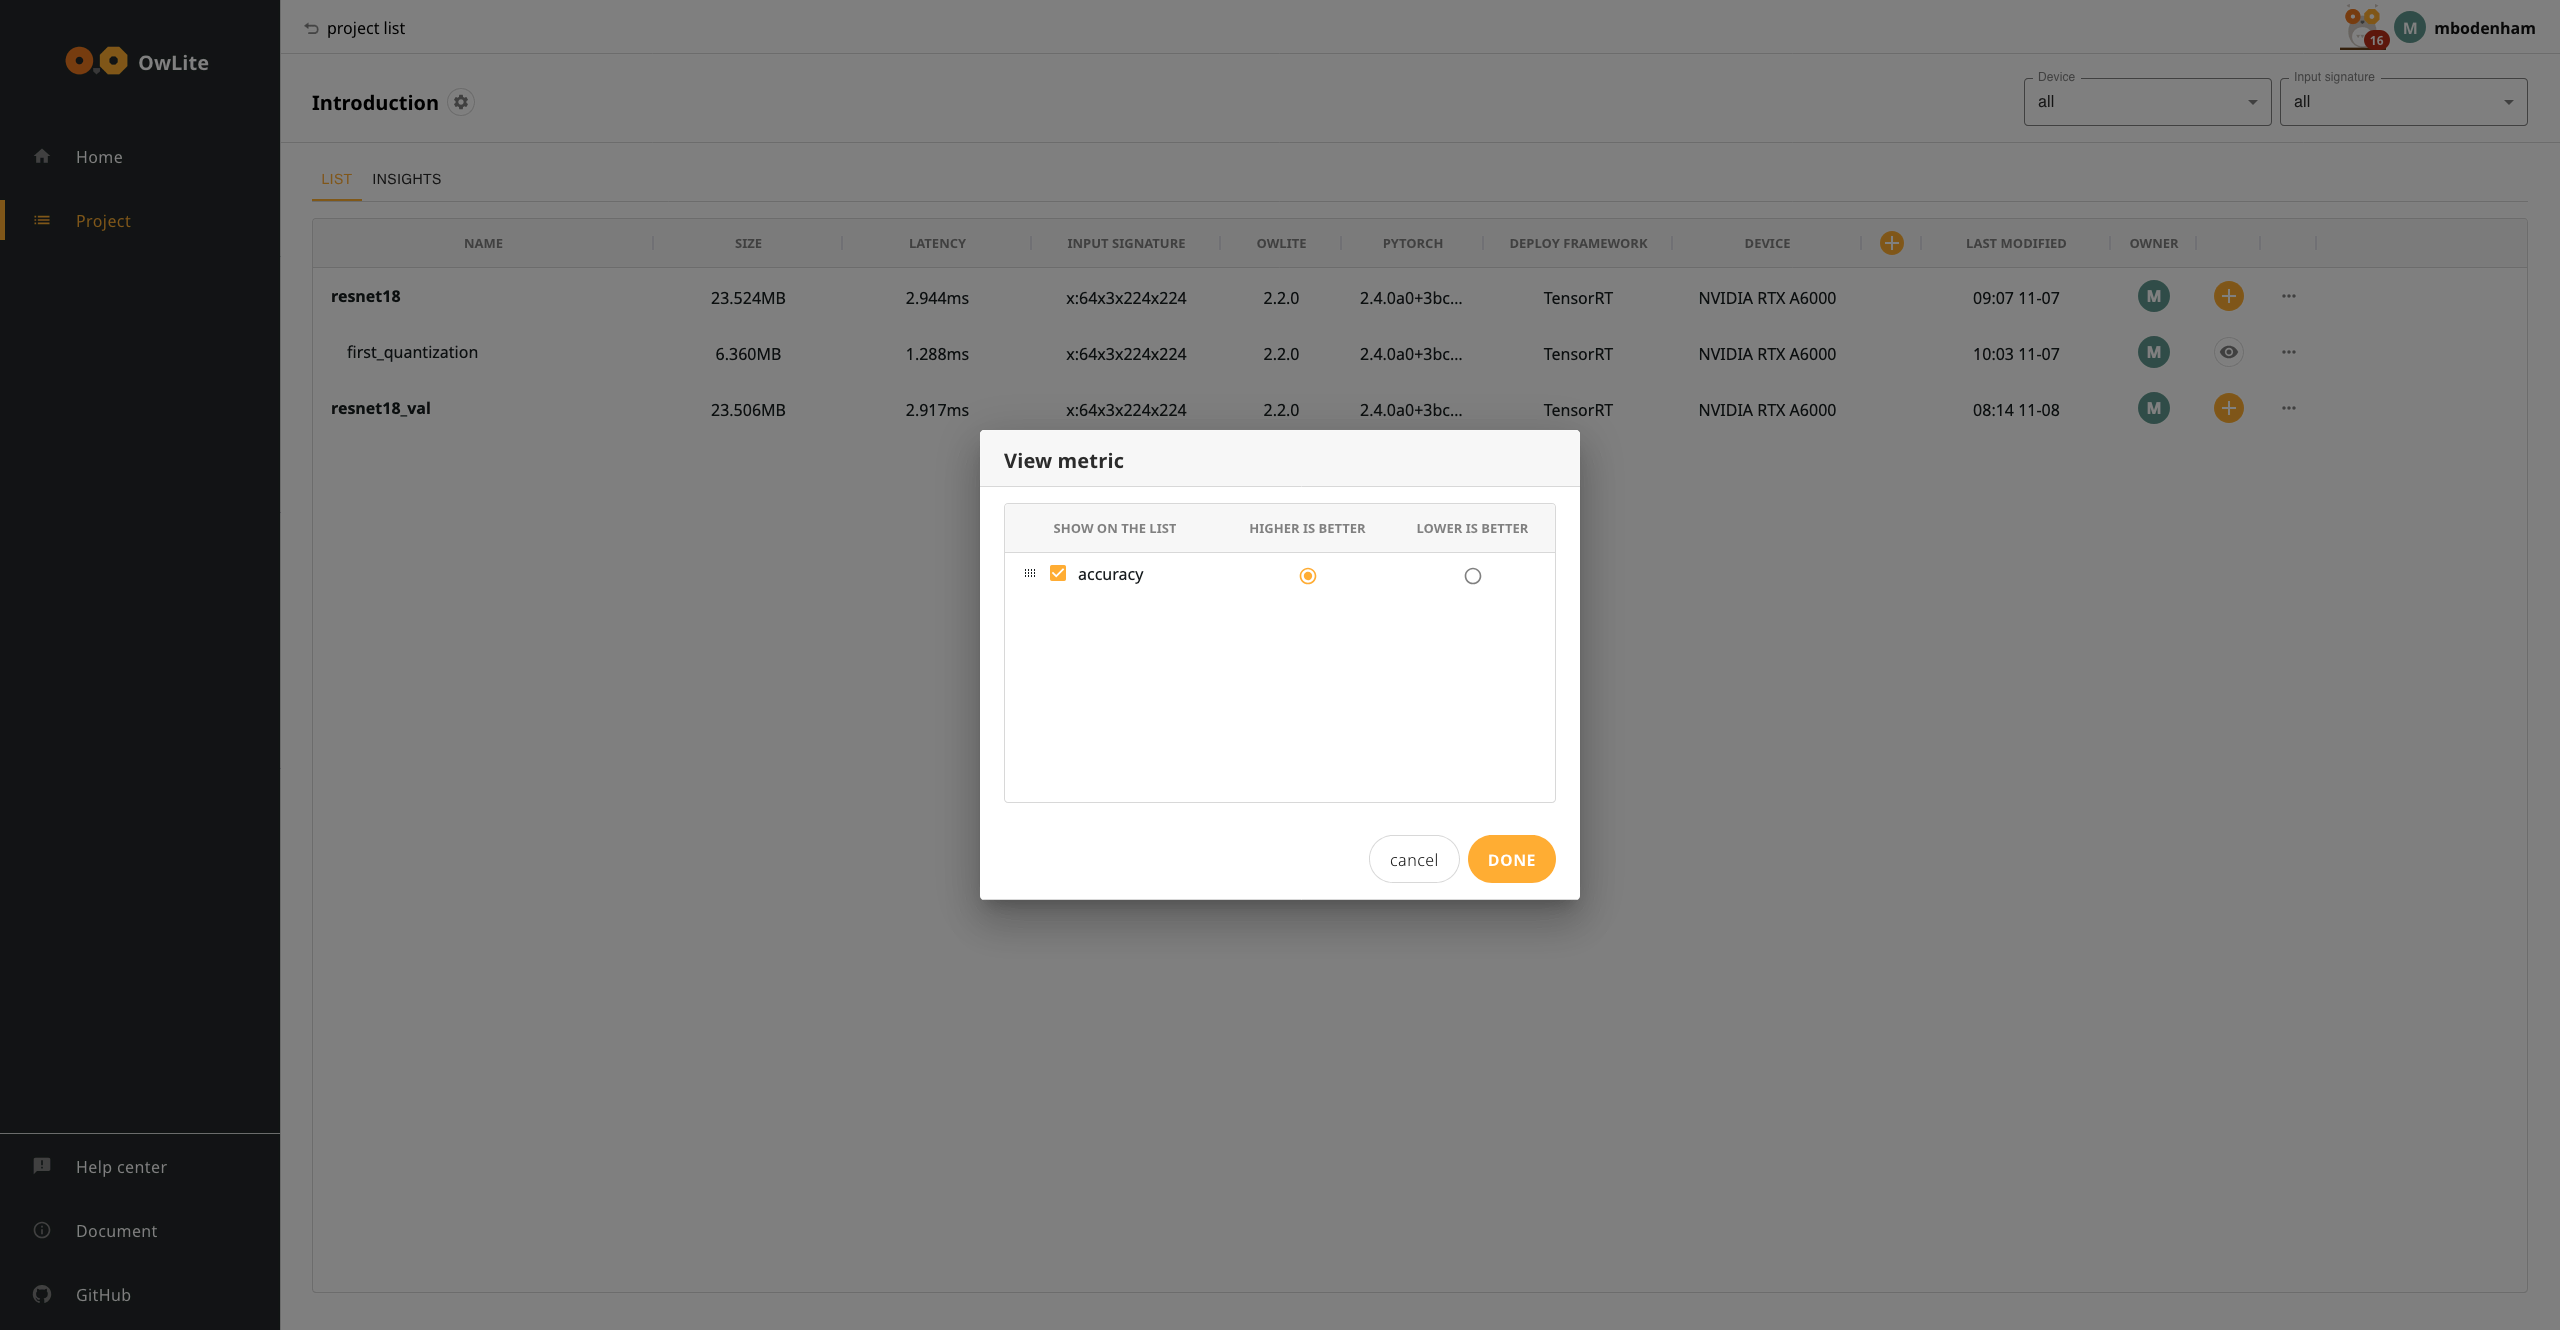 OwLite
Home
Project
Help center
Document
GitHub
project list
16
M
mbodenham
Introduction
Device
all
Input signature
all
LIST
INSIGHTS
NAME SIZE LATENCY INPUT SIGNATURE OWLITE PYTORCH DEPLOY FRAMEWORK DEVICE LAST MODIFIED OWNER
resnet18 23.524MB 2.944ms x:64x3x224x224 2.2.0 2.4.0a0+3bc... TensorRT NVIDIA RTX A6000 09:07 11-07 M
first_quantization 6.360MB 1.288ms x:64x3x224x224 2.2.0 2.4.0a0+3bc... TensorRT NVIDIA RTX A6000 10:03 11-07 M
resnet18_val 23.506MB 2.917ms x:64x3x224x224 2.2.0 2.4.0a0+3bc... TensorRT NVIDIA RTX A6000 08:14 11-08 M
View metric
SHOW ON THE LIST HIGHER IS BETTER LOWER IS BETTER
accuracy
cancel DONE